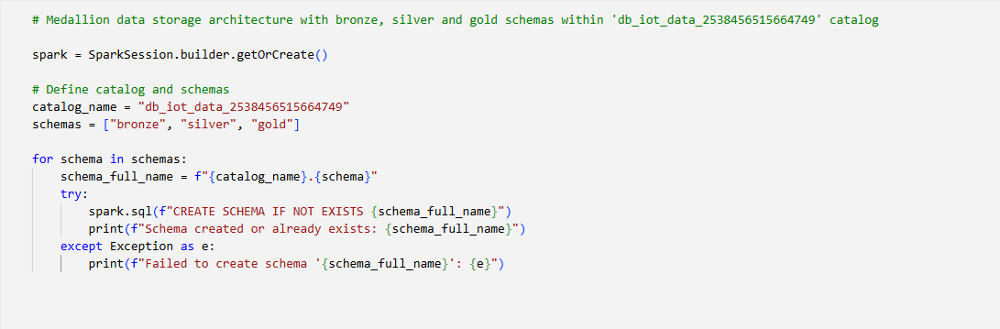 # Medallion data storage architecture with bronze, silver and gold schemas within 'db_iot_data_2538456515664749' catalog
spark = SparkSession.builder.getOrCreate()
# Define catalog and schemas
catalog_name = "db_iot_data_2538456515664749"
schemas = ["bronze", "silver", "gold"]
for schema in schemas:
    schema_full_name = f"{catalog_name}.{schema}"
    try:
        spark.sql(f"CREATE SCHEMA IF NOT EXISTS {schema_full_name}")
        print(f"Schema created or already exists: {schema_full_name}")
    except Exception as e:
        print(f"Failed to create schema '{schema_full_name}': {e}")